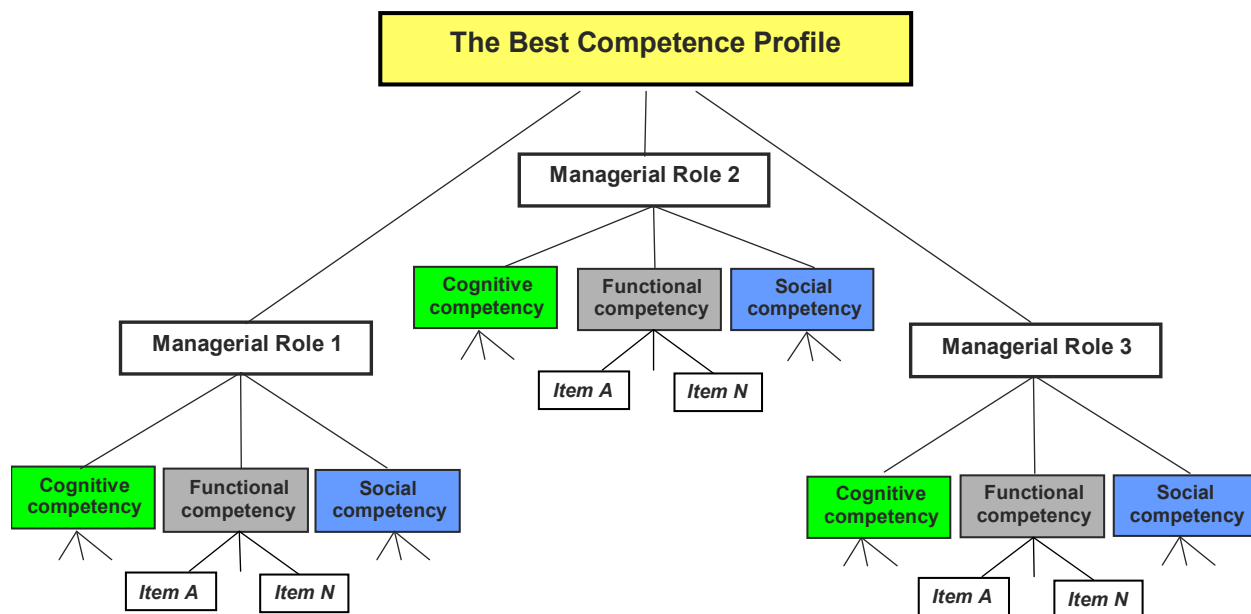 The Best Competence Profile
Managerial Role 2
Cognitive
competency
Functional
competency
Social
competency
Item A
Item N
Managerial Role 1
Cognitive
competency
Functional
competency
Social
competency
Item A
Item N
Managerial Role 3
Cognitive
competency
Functional
competency
Social
competency
Item A
Item N